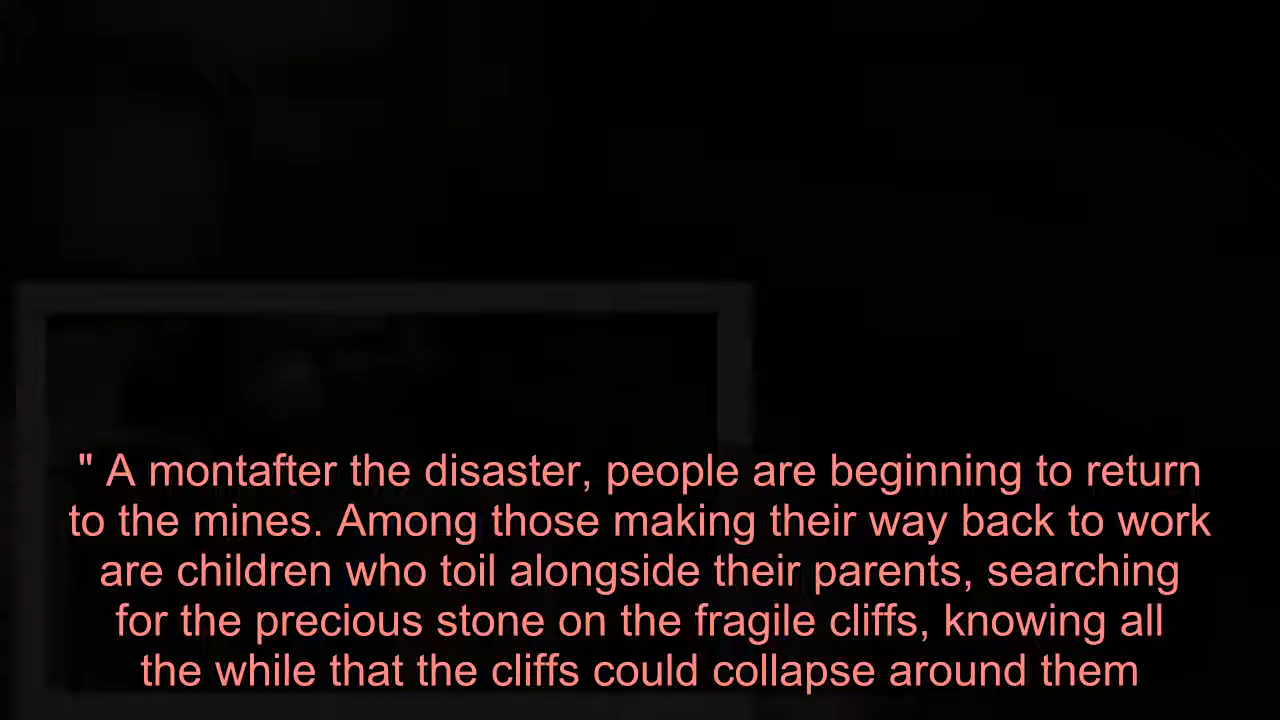 " A montafter the disaster, people are beginning to return
to the mines. Among those making their way back to work
are children who toil alongside their parents, searching
for the precious stone on the fragile cliffs, knowing all
the while that the cliffs could collapse around them